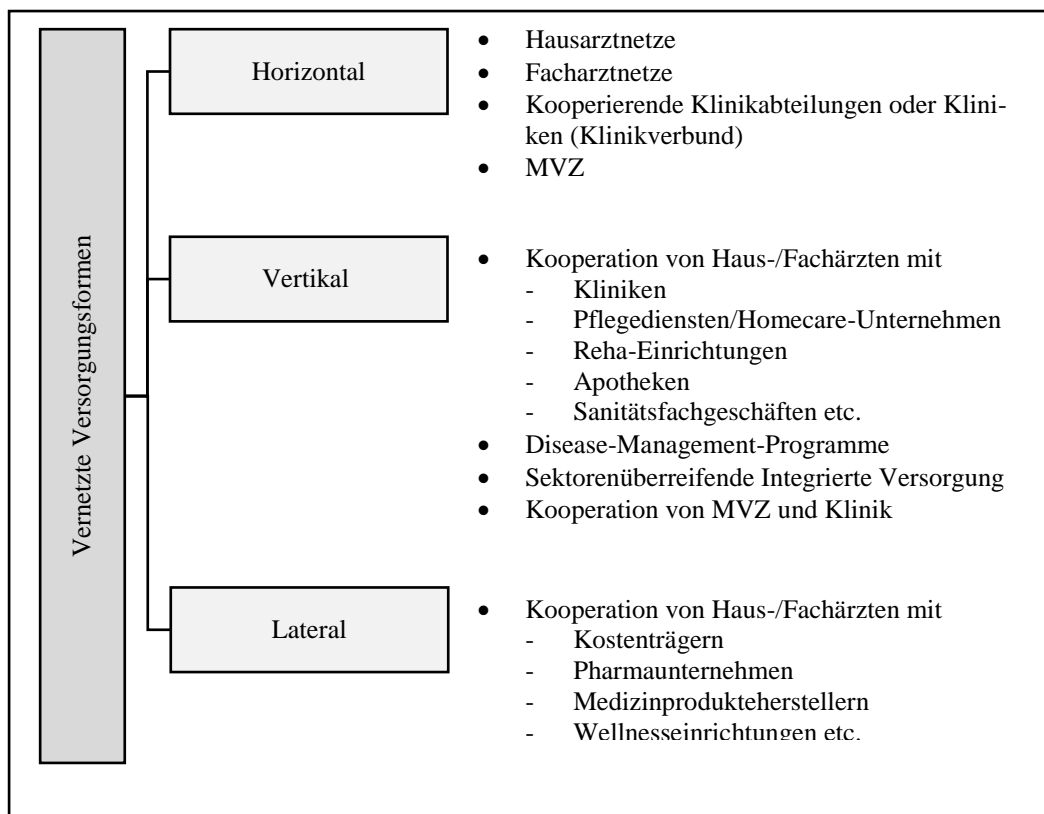 Vernetzte Versorgungsformen
Horizontal
• Hausarztnetze
• Facharztnetze
• Kooperierende Klinikabteilungen oder Klini-
ken (Klinikverbund)
• MVZ
Vertikal
• Kooperation von Haus-/Fachärzten mit
- Kliniken
- Pflegediensten/Homecare-Unternehmen
- Reha-Einrichtungen
- Apotheken
- Sanitätsfachgeschäften etc.
• Disease-Management-Programme
• Sektorenüberreifende Integrierte Versorgung
• Kooperation von MVZ und Klinik
Lateral
• Kooperation von Haus-/Fachärzten mit
- Kostenträgern
- Pharmaunternehmen
- Medizinprodukteherstellern
- Wellnesseinrichtungen etc.